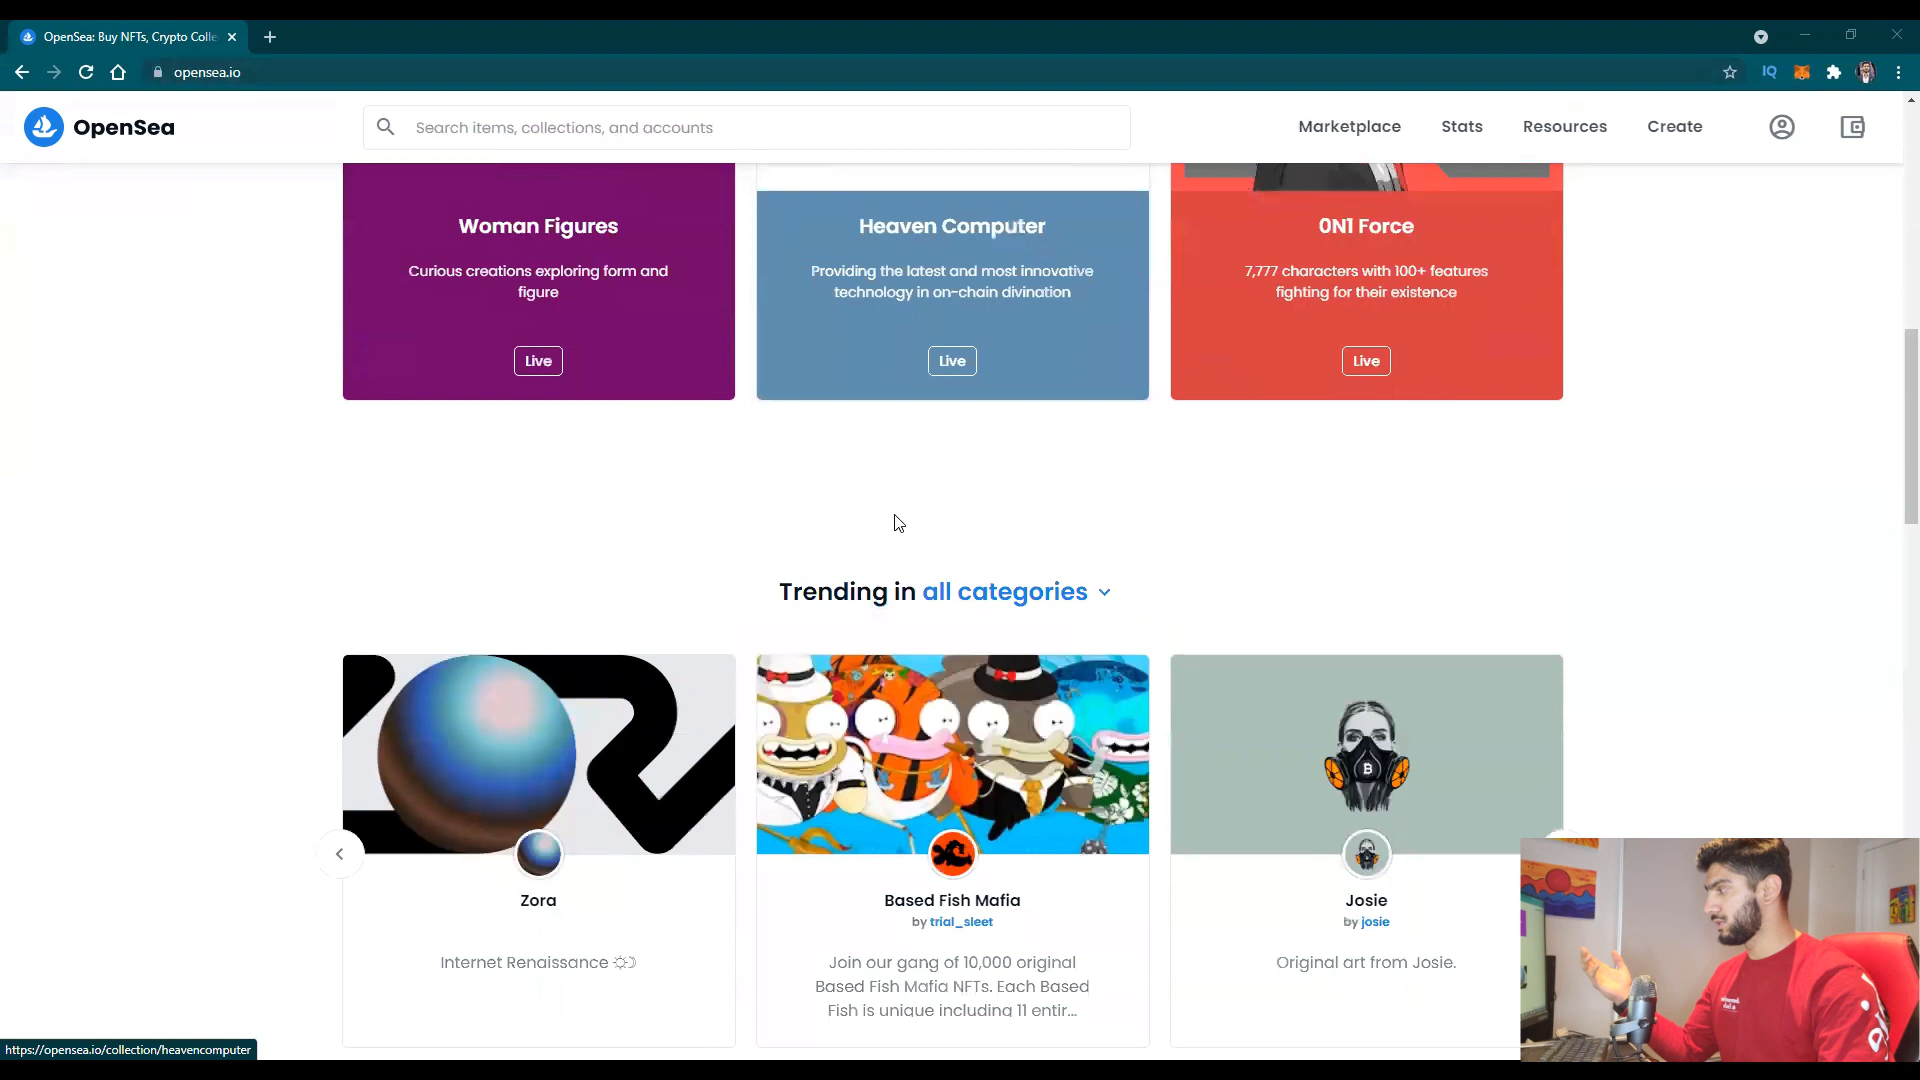 OpenSea: Buy NFTs, Crypto Colle
opensea.io
IQ
OpenSea
Search items, collections, and accounts
Marketplace
Stats
Resources
Create
Woman Figures
Curious creations exploring form and
figure
Live
Heaven Computer
Providing the latest and most innovative
technology in on-chain divination
Live
0N1 Force
7,777 characters with 100+ features
fighting for their existence
Live
Trending in all categories
B
Zora
Internet Renaissance
Based Fish Mafia
by trial_sleet
Join our gang of 10,000 original
Based Fish Mafia NFTs. Each Based
Fish is unique including 11 entir...
Josie
by josie
Original art from Josie.
https://opensea.io/collection/heavencomputer